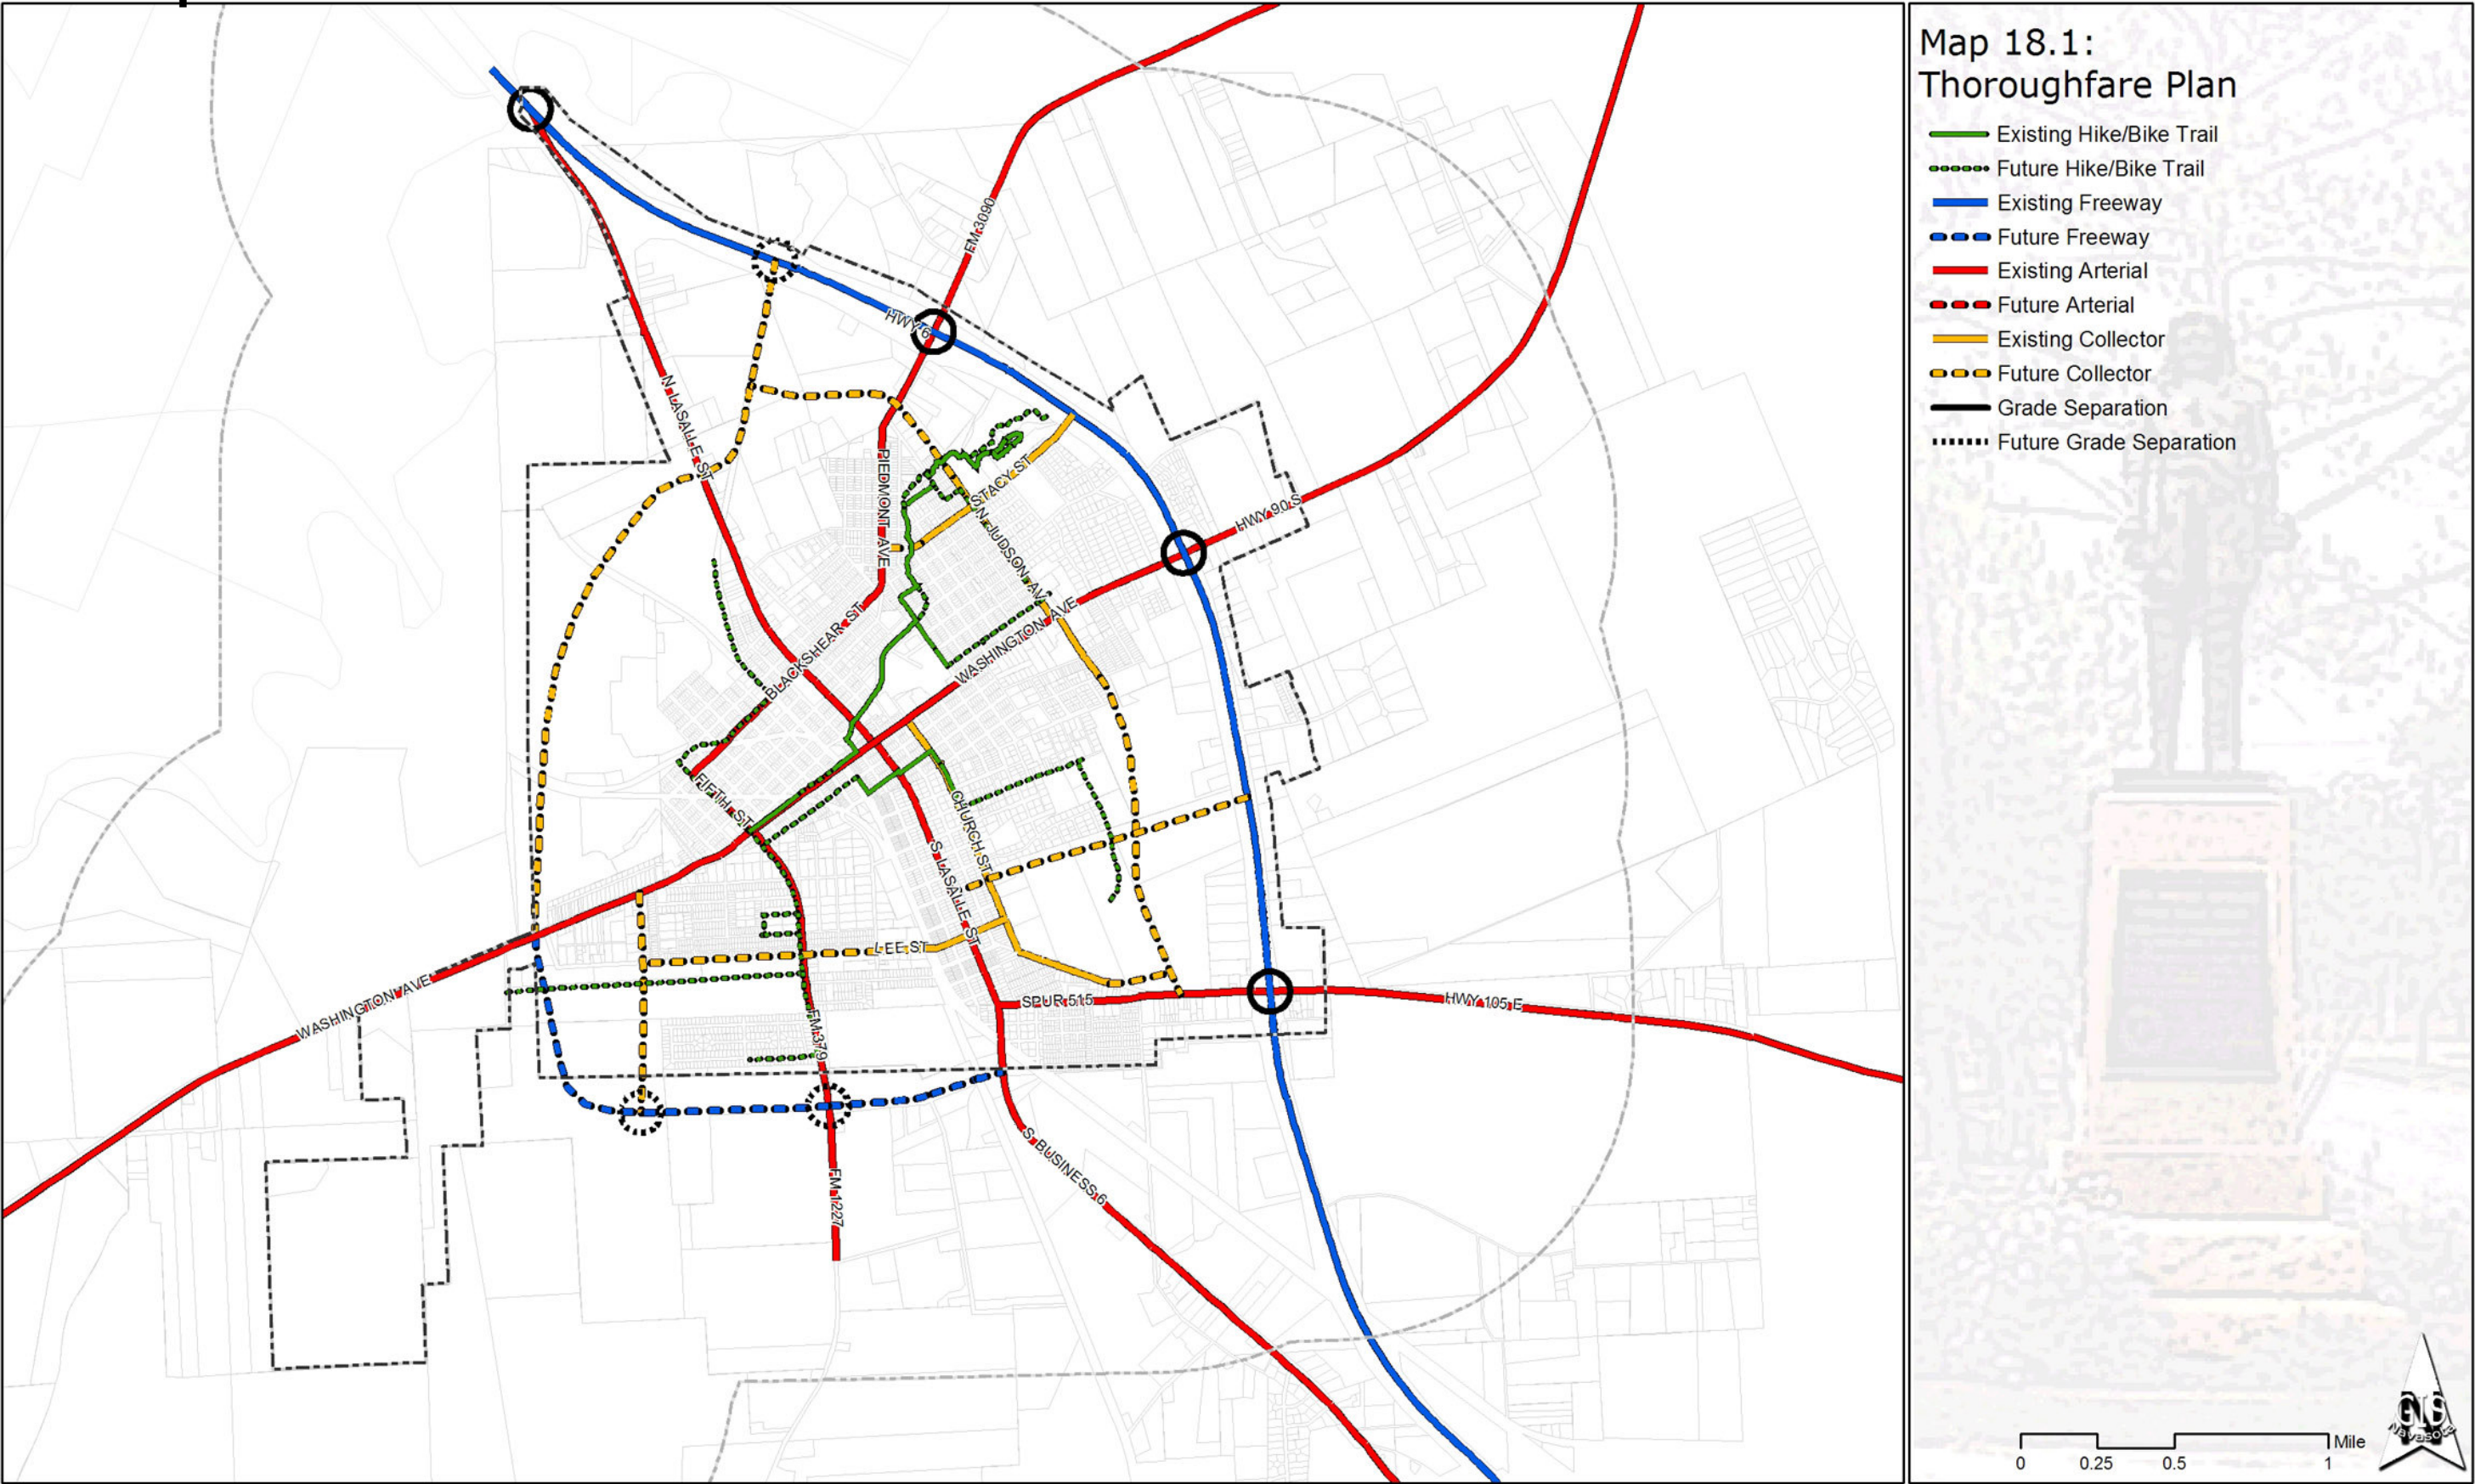 Map 18.1:
Thoroughfare Plan
Existing Hike/Bike Trail
Future Hike/Bike Trail
Existing Freeway
Future Freeway
Existing Arterial
Future Arterial
Existing Collector
Future Collector
Grade Separation
Future Grade Separation
FM 3090
HWY 6
N LASALLE ST
PIEDMONT AVE
STACY ST
HWY 90 S
N JUDSON AV
BLACKSHEAR ST
WASHINGTON AVE
FIFTH ST
CHURCH ST
S LASALLE ST
LEE ST
WASHINGTON AVE
SPUR 515
HWY 105 E
FM 379
S BUSINESS 6
FM 1227
GIS
Navasota
N
Mile
0 0.25 0.5 1